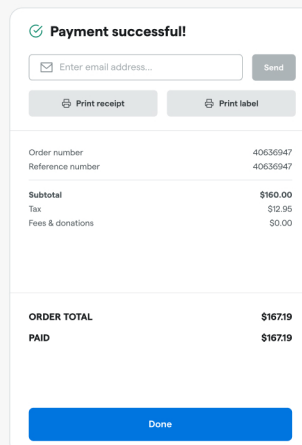 Payment successful!
Enter email address...
Send
Print receipt
Print label
Order number 40636947
Reference number 40636947
Subtotal $160.00
Tax $12.95
Fees & donations $0.00
ORDER TOTAL $167.19
PAID $167.19
Done